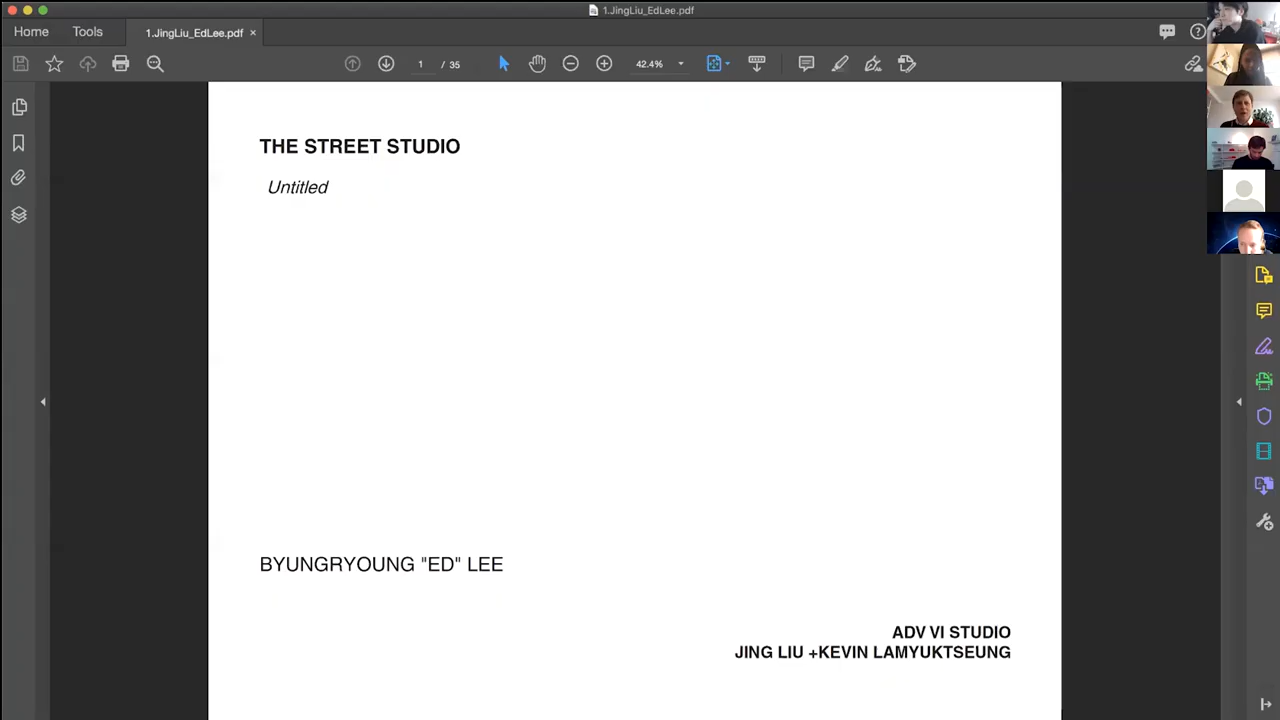 1.JingLiu_EdLee.pdf
Home
Tools
1.JingLiu_EdLee.pdf ×
1 / 35
42.4%
THE STREET STUDIO
Untitled
BYUNGRYOUNG "ED" LEE
ADV VI STUDIO
JING LIU +KEVIN LAMYUKTSEUNG